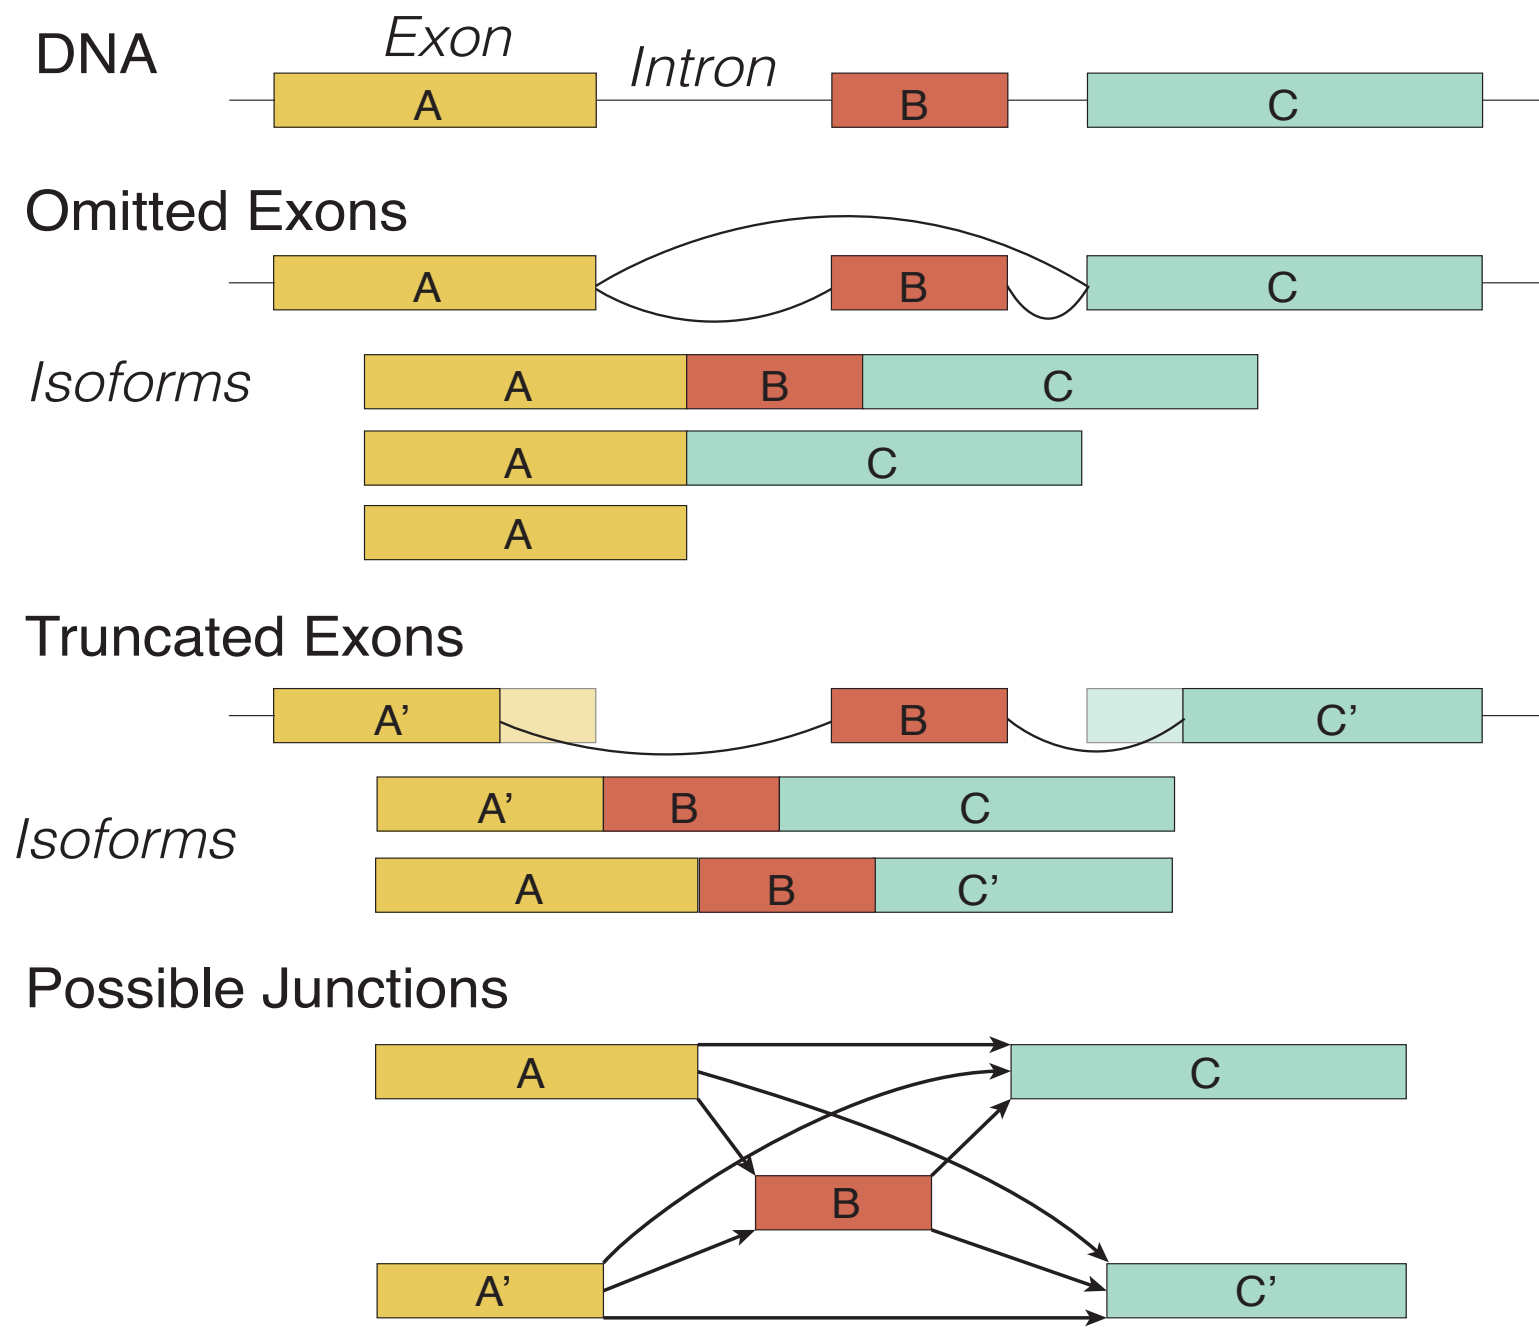 DNA
Exon
Intron
A B C
Omitted Exons
A B C
Isoforms
A B C
A C
A
Truncated Exons
A’ B C’
Isoforms
A’ B C
A B C’
Possible Junctions
A C
B
A’ C’